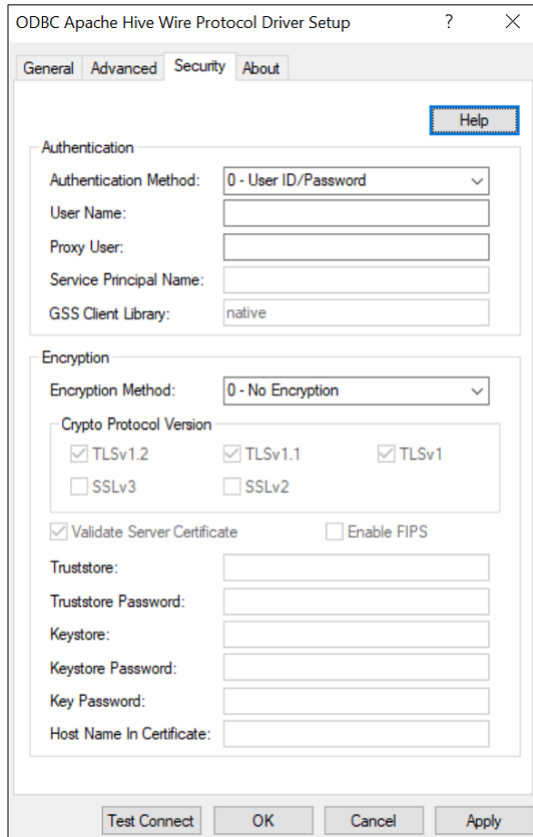 ODBC Apache Hive Wire Protocol Driver Setup ? ×
General Advanced Security About
Help
Authentication
Authentication Method: 0 - User ID/Password
User Name:
Proxy User:
Service Principal Name:
GSS Client Library: native
Encryption
Encryption Method: 0 - No Encryption
Crypto Protocol Version
TLSv1.2 TLSv1.1 TLSv1
SSLv3 SSLv2
Validate Server Certificate Enable FIPS
Truststore:
Truststore Password:
Keystore:
Keystore Password:
Key Password:
Host Name In Certificate:
Test Connect OK Cancel Apply